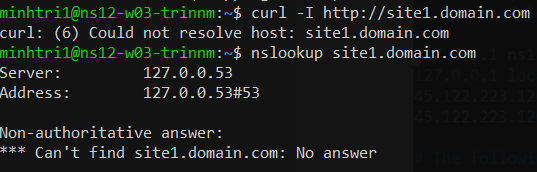 minhtri1@ns12-w03-trinnm:~$ curl -I http://site1.domain.com
curl: (6) Could not resolve host: site1.domain.com
minhtri1@ns12-w03-trinnm:~$ nslookup site1.domain.com
Server:         127.0.0.53
Address:        127.0.0.53#53

Non-authoritative answer:
*** Can't find site1.domain.com: No answer